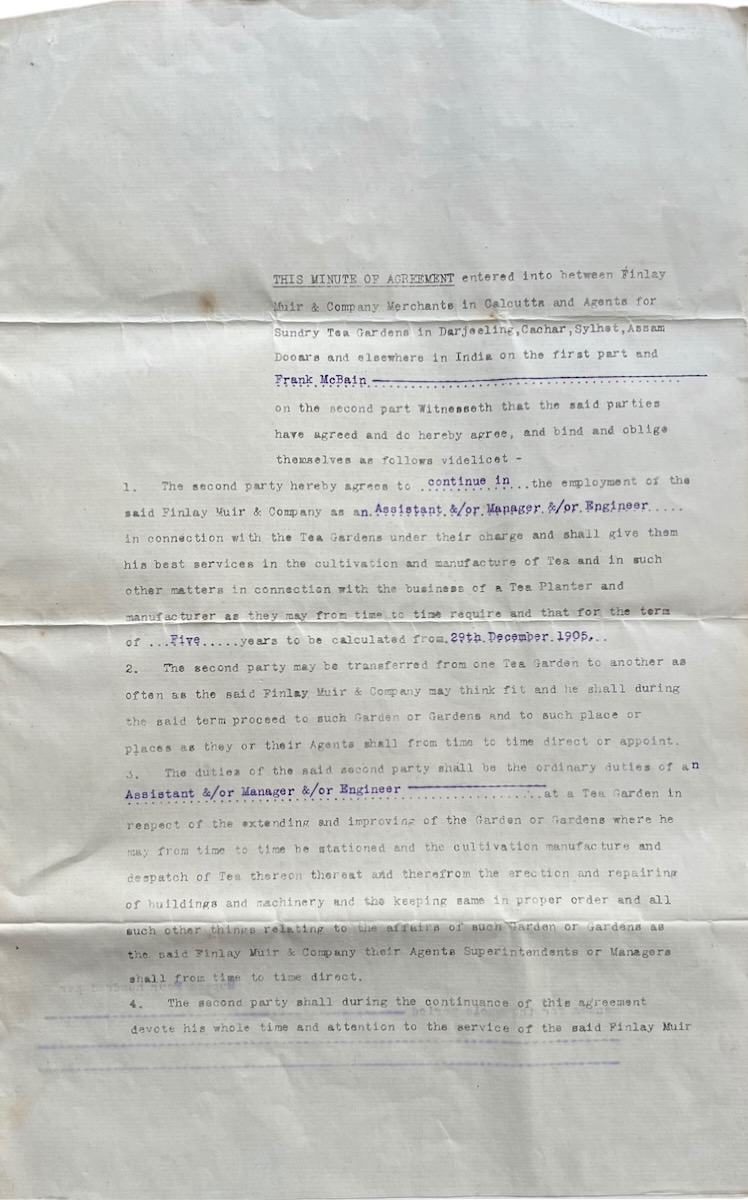 THIS MINUTE OF AGREEMENT entered into between Finlay
Muir & Company Merchants in Calcutta and Agents for
Sundry Tea Gardens in Darjeeling,Cachar,Sylhet,Assam
Dooars and elsewhere in India on the first part and
Frank McBain
on the second part Witnesseth that the said parties
have agreed and do hereby agree, and bind and oblige
themselves as follows videlicet -
1. The second party hereby agrees to ..continue in...the employment of the
said Finlay Muir & Company as an.Assistant &/or Manager &/or Engineer.....
in connection with the Tea Gardens under their charge and shall give them
his best services in the cultivation and manufacture of Tea and in such
other matters in connection with the business of a Tea Planter and
manufacturer as they may from time to time require and that for the term
of ...Five.....years to be calculated from.29th December 1905,..
2. The second party may be transferred from one Tea Garden to another as
often as the said Finlay Muir & Company may think fit and he shall during
the said term proceed to such Garden or Gardens and to such place or
places as they or their Agents shall from time to time direct or appoint.
3. The duties of the said second party shall be the ordinary duties of an
Assistant &/or Manager &/or Engineer ...at a Tea Garden in
respect of the extending and improving of the Garden or Gardens where he
may from time to time be stationed and the cultivation manufacture and
despatch of Tea thereon thereat and therefrom the erection and repairing
of buildings and machinery and the keeping same in proper order and all
such other things relating to the affairs of such Garden or Gardens as
the said Finlay Muir & Company their Agents Superintendents or Managers
shall from time to time direct.
4. The second party shall during the continuance of this agreement
devote his whole time and attention to the service of the said Finlay Muir